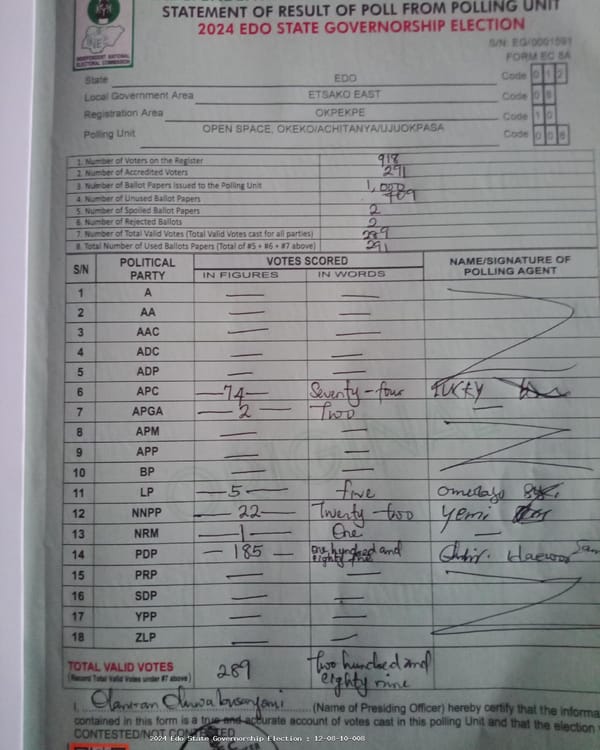 STATEMENT OF RESULT OF POLL FROM POLLING UNIT
2024 EDO STATE GOVERNORSHIP ELECTION
S/N: EG/0001591
FORM EC 8A
INEC
INDEPENDENT NATIONAL ELECTORAL COMMISSION
State EDO Code 0 1 2
Local Government Area ETSAKO EAST Code 0 8
Registration Area OKPEKPE Code 1 0
Polling Unit OPEN SPACE, OKEKO/ACHITANYA/UJUOKPASA Code 0 0 8
1. Number of Voters on the Register 918
2. Number of Accredited Voters 291
3. Number of Ballot Papers Issued to the Polling Unit 1,000
4. Number of Unused Ballot Papers 709
5. Number of Spoiled Ballot Papers 2
6. Number of Rejected Ballots 2
7. Number of Total Valid Votes (Total Valid Votes cast for all parties) 289
8. Total Number of Used Ballots Papers (Total of #5 + #6 + #7 above) 291
S/N POLITICAL PARTY VOTES SCORED NAME/SIGNATURE OF POLLING AGENT
IN FIGURES IN WORDS
1 A — —
2 AA — —
3 AAC — —
4 ADC — —
5 ADP — —
6 APC —74— Seventy-four Lucky
7 APGA —2— Two —
8 APM — —
9 APP — —
10 BP — —
11 LP —5— five
12 NNPP —22— Twenty-two Yemi
13 NRM —1— One —
14 PDP —185— One hundred and eighty five
15 PRP — —
16 SDP — —
17 YPP — —
18 ZLP — —
TOTAL VALID VOTES 289 Two hundred and eighty nine
(Record Total Valid Votes under #7 above)
I, (Name of Presiding Officer) hereby certify that the informa
contained in this form is a true and accurate account of votes cast in this polling Unit and that the election
CONTESTED/NOT CONTESTED
2024 Edo State Governorship Election : 12-08-10-008